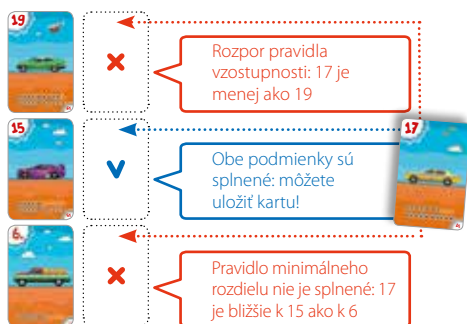 19
Rozpor pravidla
vzostupnosti: 17 je
menej ako 19
15
17
Obe podmienky sú
splnené: môžete
uložiť kartu!
6.
Pravidlo minimálneho
rozdielu nie je splnené: 17
je bližšie k 15 ako k 6